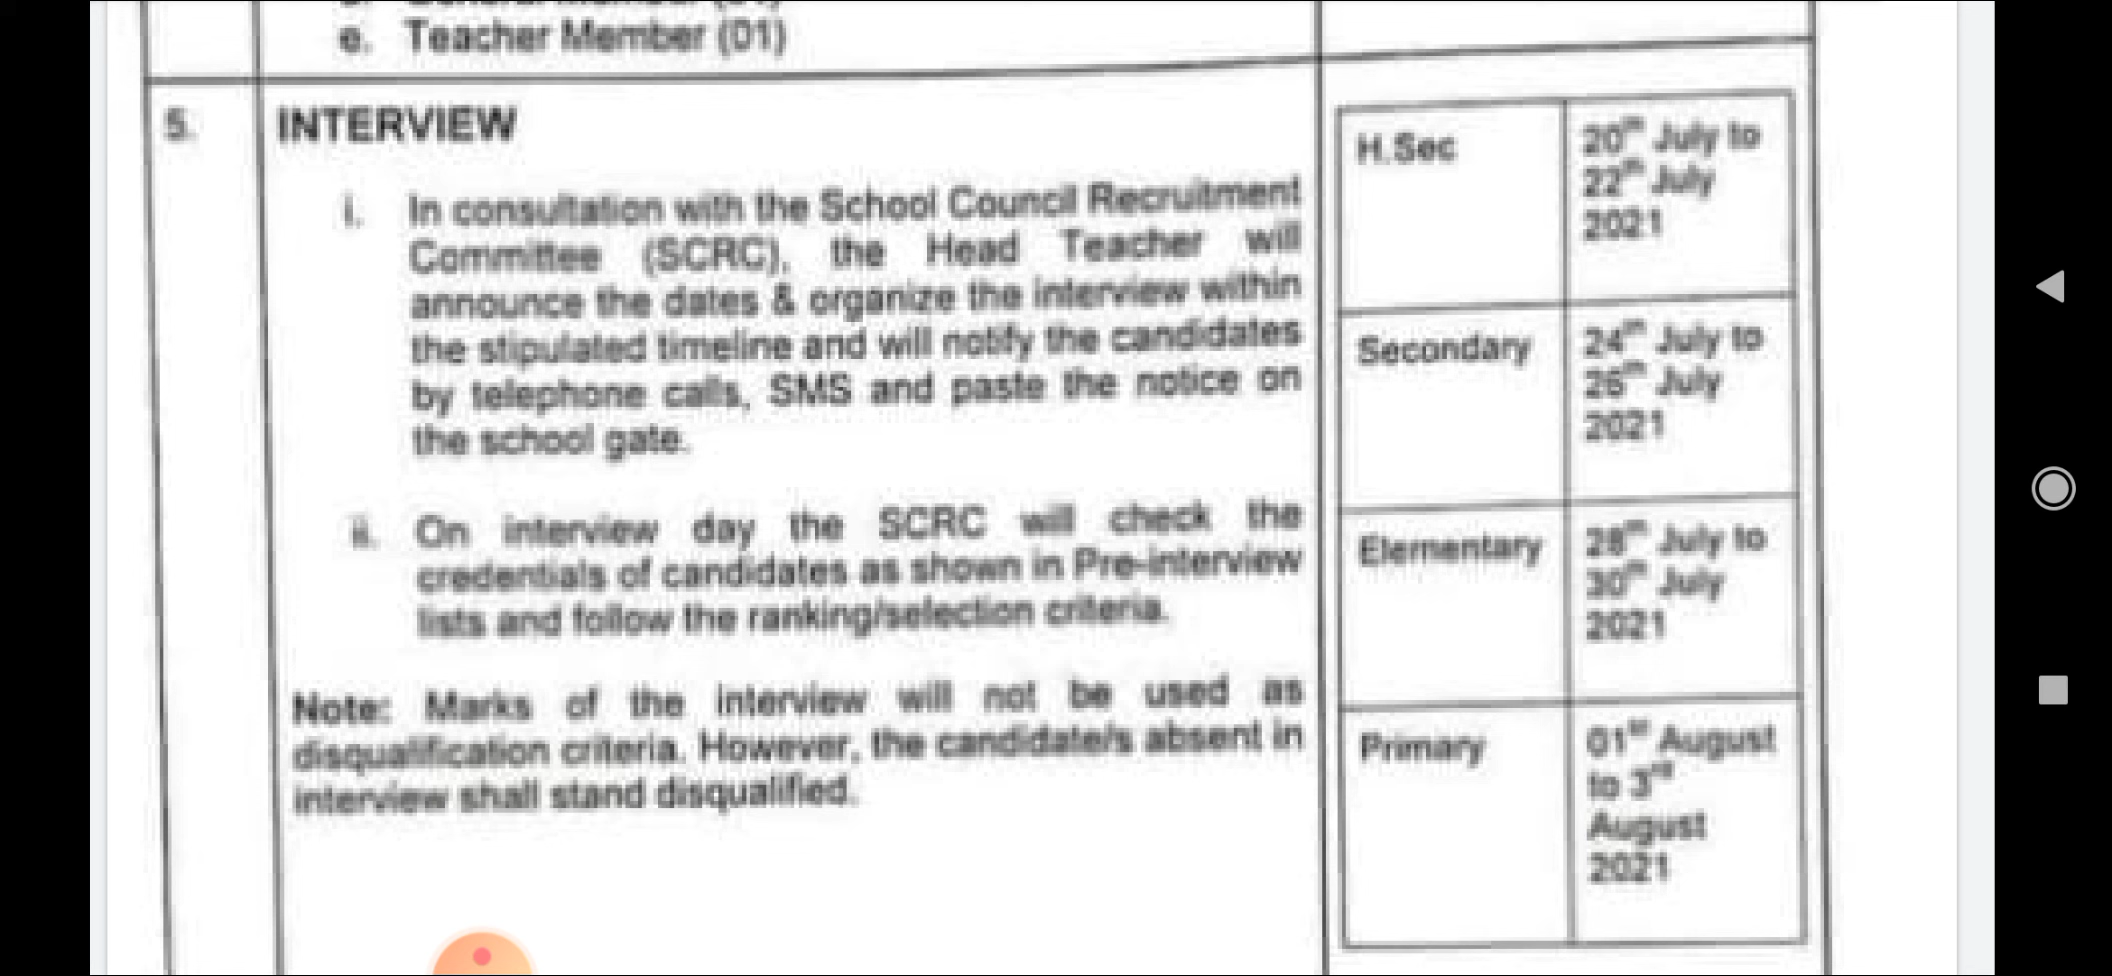 e. Teacher Member (01)
5.
INTERVIEW
i. In consultation with the School Council Recruitment
Committee (SCRC), the Head Teacher will
announce the dates & organize the interview within
the stipulated timeline and will notify the candidates
by telephone calls, SMS and paste the notice on
the school gate.
ii. On interview day the SCRC will check the
credentials of candidates as shown in Pre-interview
lists and follow the ranking/selection criteria.
Note: Marks of the interview will not be used as
disqualification criteria. However, the candidate/s absent in
interview shall stand disqualified.
H.Sec
20th July to
22th July
2021
Secondary
24th July to
26th July
2021
Elementary
28th July to
30th July
2021
Primary
01st August
to 3rd
August
2021